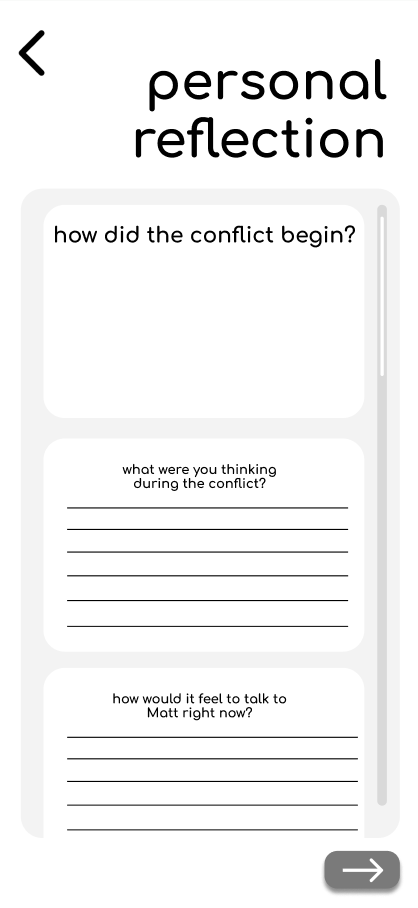 personal
reflection
how did the conflict begin?
what were you thinking
during the conflict?
how would it feel to talk to
Matt right now?